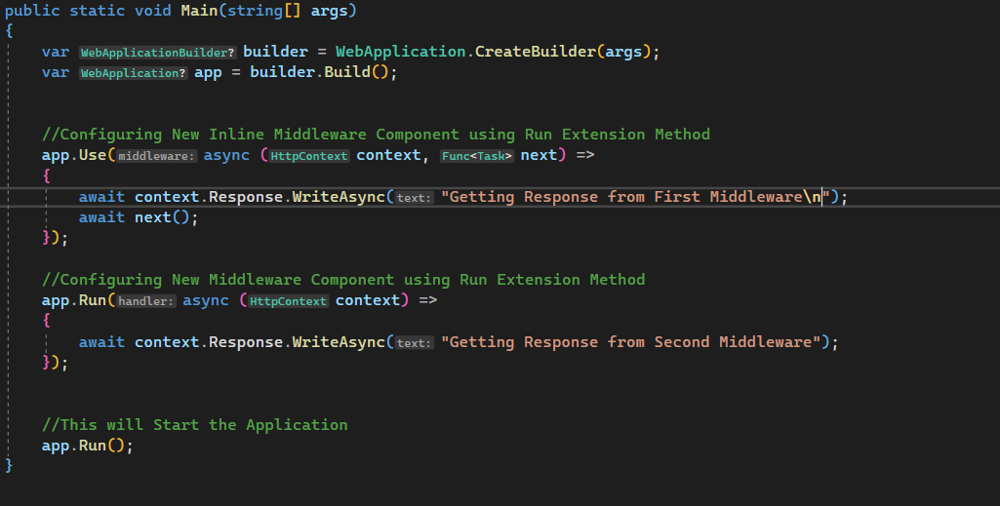 public static void Main(string[] args)
{
var WebApplicationBuilder? builder = WebApplication.CreateBuilder(args);
var WebApplication? app = builder.Build();
//Configuring New Inline Middleware Component using Run Extension Method
app.Use(middleware: async (HttpContext context, Func<Task> next) =>
{
await context.Response.WriteAsync(text: "Getting Response from First Middleware\n");
await next();
});
//Configuring New Middleware Component using Run Extension Method
app.Run(handler: async (HttpContext context) =>
{
await context.Response.WriteAsync(text: "Getting Response from Second Middleware");
});
//This will Start the Application
app.Run();
}